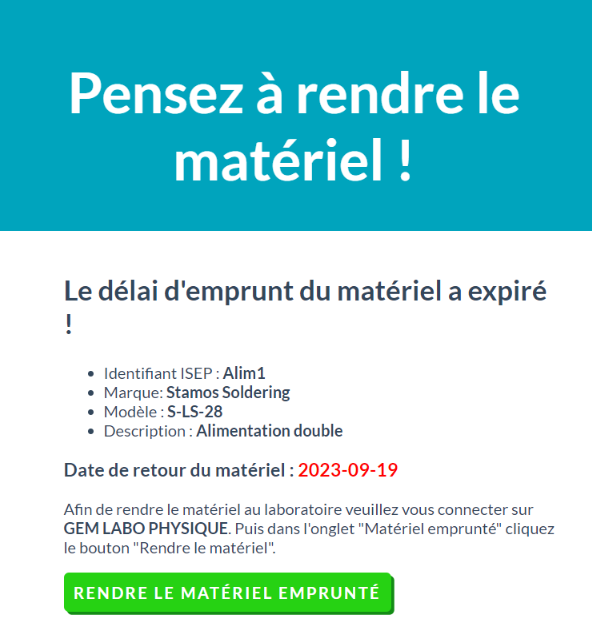 Pensez à rendre le
matériel !
Le délai d'emprunt du matériel a expiré
!
Identifiant ISEP : Alim1
Marque: Stamos Soldering
Modèle : S-LS-28
Description : Alimentation double
Date de retour du matériel : 2023-09-19
Afin de rendre le matériel au laboratoire veuillez vous connecter sur
GEM LABO PHYSIQUE. Puis dans l'onglet "Matériel emprunté" cliquez
le bouton "Rendre le matériel".
RENDRE LE MATÉRIEL EMPRUNTÉ